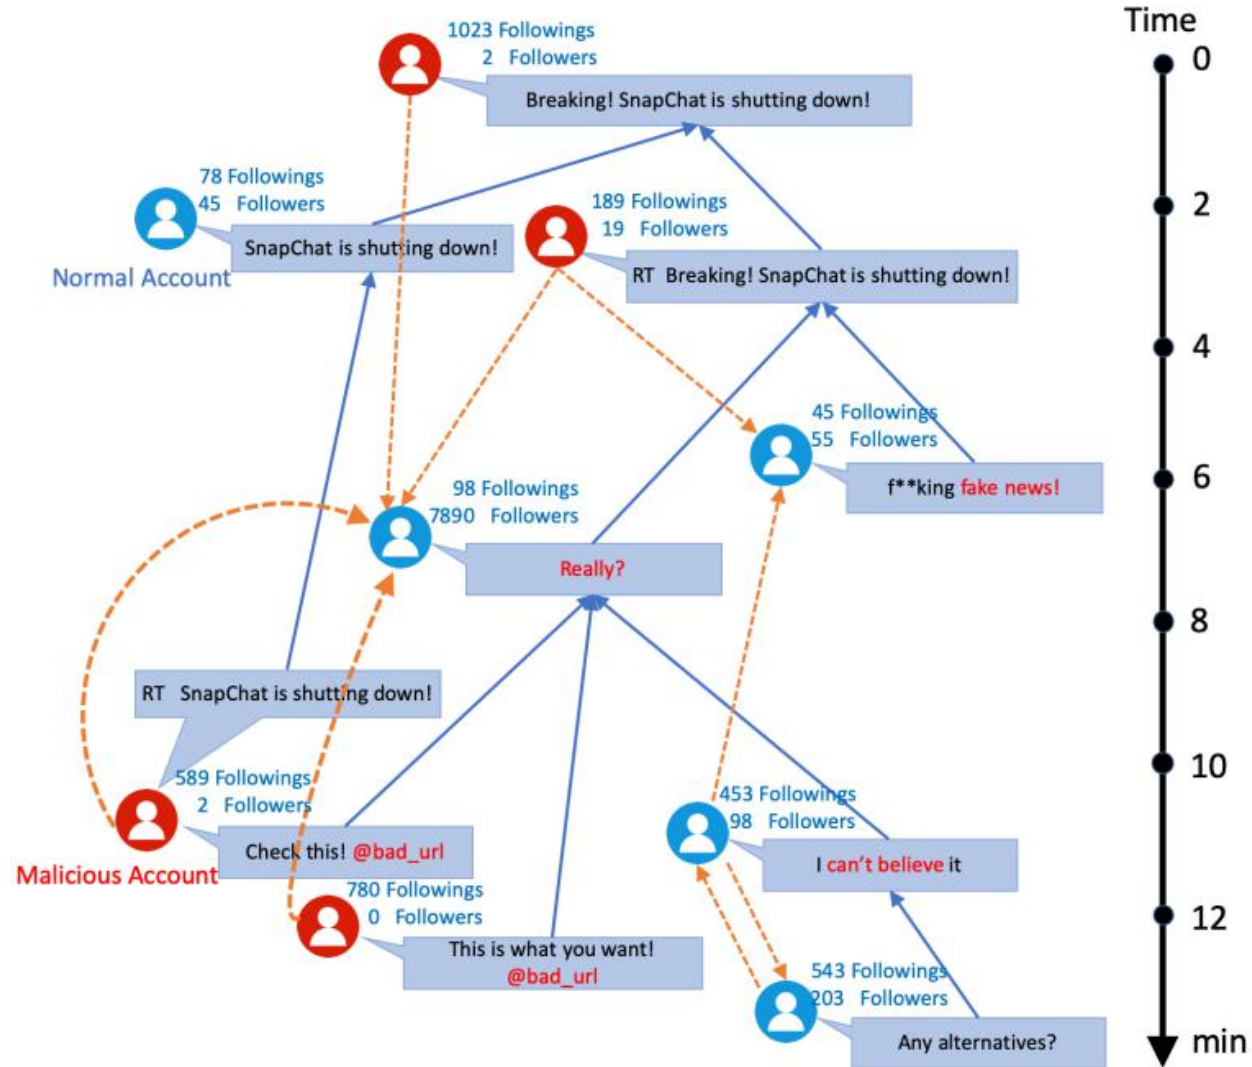 Time
0
1023 Followings
2 Followers
Breaking! SnapChat is shutting down!
78 Followings
45 Followers
SnapChat is shutting down!
Normal Account
189 Followings
19 Followers
RT Breaking! SnapChat is shutting down!
2
4
45 Followings
55 Followers
f**king fake news!
6
98 Followings
7890 Followers
Really?
8
RT SnapChat is shutting down!
589 Followings
2 Followers
Check this! @bad_url
Malicious Account
10
453 Followings
98 Followers
I can't believe it
780 Followings
0 Followers
This is what you want!
@bad_url
12
543 Followings
203 Followers
Any alternatives?
min